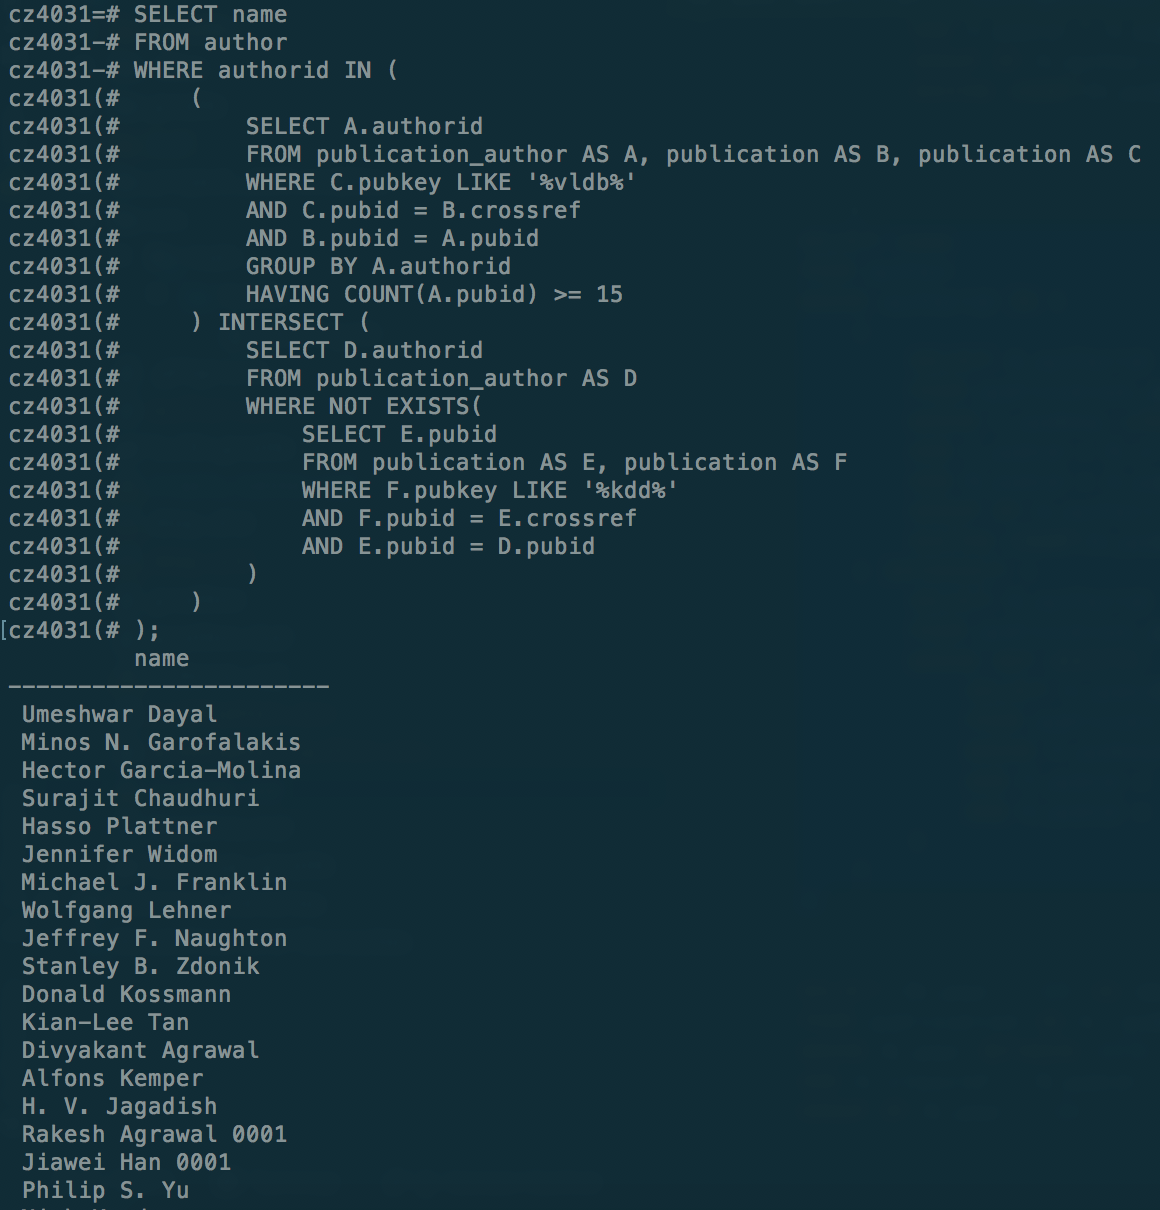 cz4031=# SELECT name
cz4031-# FROM author
cz4031-# WHERE authorid IN (
cz4031(#     (
cz4031(#         SELECT A.authorid
cz4031(#         FROM publication_author AS A, publication AS B, publication AS C
cz4031(#         WHERE C.pubkey LIKE '%vldb%'
cz4031(#         AND C.pubid = B.crossref
cz4031(#         AND B.pubid = A.pubid
cz4031(#         GROUP BY A.authorid
cz4031(#         HAVING COUNT(A.pubid) >= 15
cz4031(#     ) INTERSECT (
cz4031(#         SELECT D.authorid
cz4031(#         FROM publication_author AS D
cz4031(#         WHERE NOT EXISTS(
cz4031(#             SELECT E.pubid
cz4031(#             FROM publication AS E, publication AS F
cz4031(#             WHERE F.pubkey LIKE '%kdd%'
cz4031(#             AND F.pubid = E.crossref
cz4031(#             AND E.pubid = D.pubid
cz4031(#         )
cz4031(#     )
[cz4031(# );
         name
-----------------------
 Umeshwar Dayal
 Minos N. Garofalakis
 Hector Garcia-Molina
 Surajit Chaudhuri
 Hasso Plattner
 Jennifer Widom
 Michael J. Franklin
 Wolfgang Lehner
 Jeffrey F. Naughton
 Stanley B. Zdonik
 Donald Kossmann
 Kian-Lee Tan
 Divyakant Agrawal
 Alfons Kemper
 H. V. Jagadish
 Rakesh Agrawal 0001
 Jiawei Han 0001
 Philip S. Yu